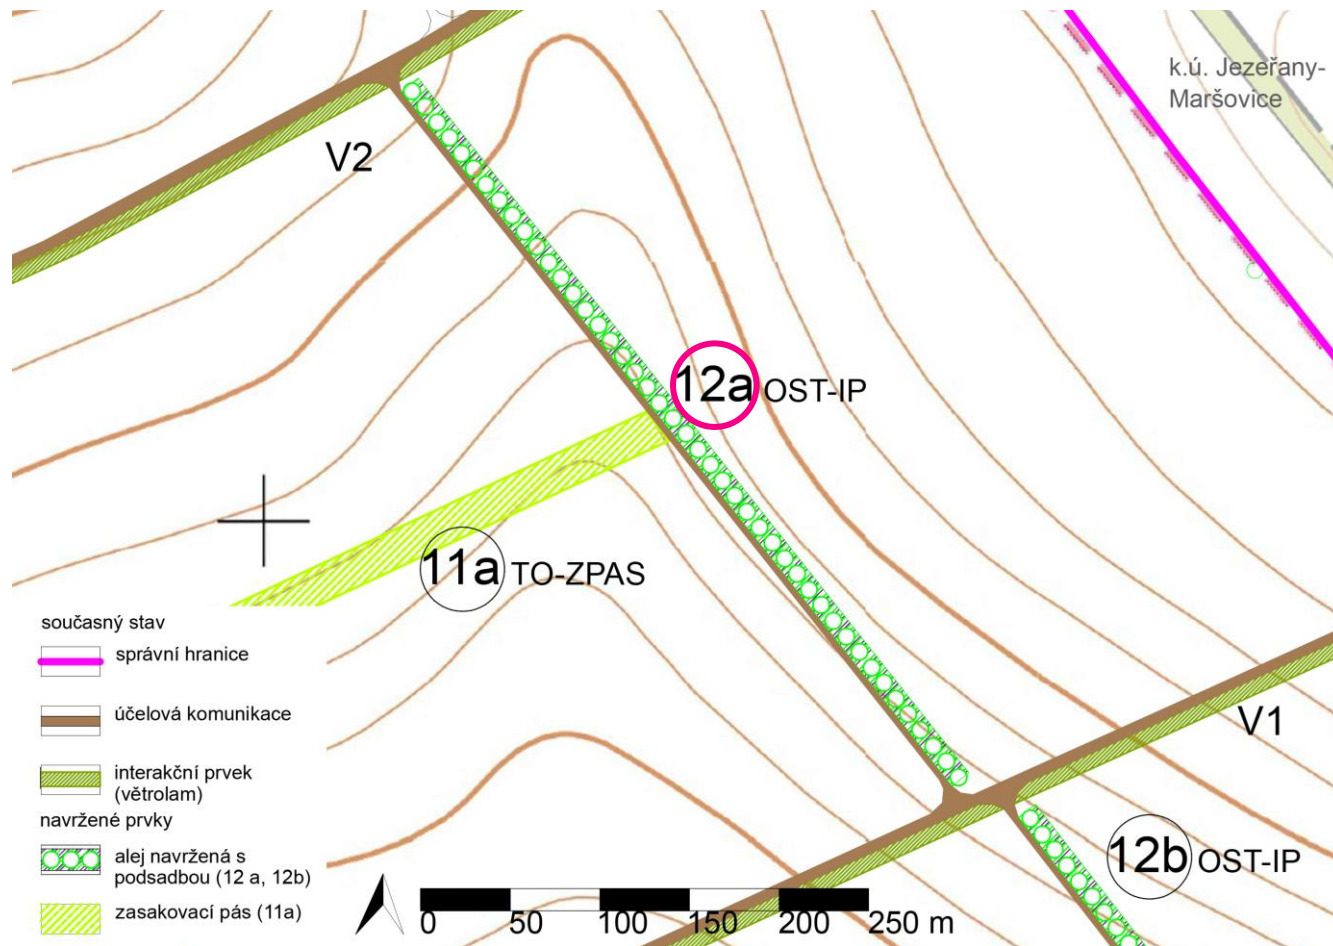 k.ú. Jezeřany-
Maršovice
V2
12a OST-IP
11a TO-ZPAS
V1
12b OST-IP
současný stav
správní hranice
účelová komunikace
interakční prvek
(větrolam)
navržené prvky
alej navržená s
podsadbou (12 a, 12b)
zasakovací pás (11a)
0 50 100 150 200 250 m